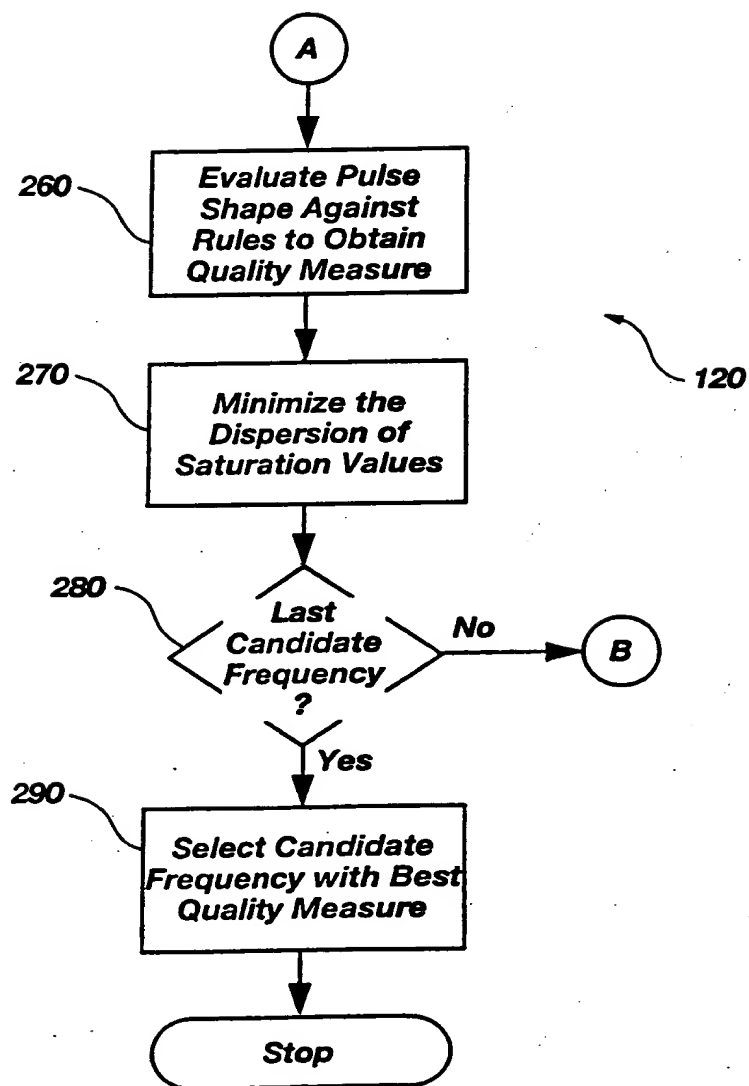 A
260
Evaluate Pulse
Shape Against
Rules to Obtain
Quality Measure
270
Minimize the
Dispersion of
Saturation Values
120
280
Last
Candidate
Frequency
?
No
B
Yes
290
Select Candidate
Frequency with Best
Quality Measure
Stop